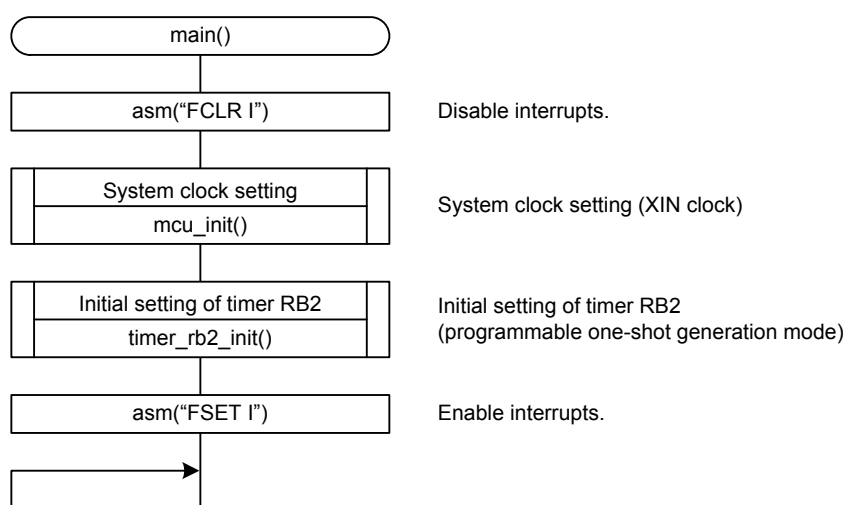 main()
asm(“FCLR I”)
Disable interrupts.
System clock setting
mcu_init()
System clock setting (XIN clock)
Initial setting of timer RB2
timer_rb2_init()
Initial setting of timer RB2
(programmable one-shot generation mode)
asm(“FSET I”)
Enable interrupts.